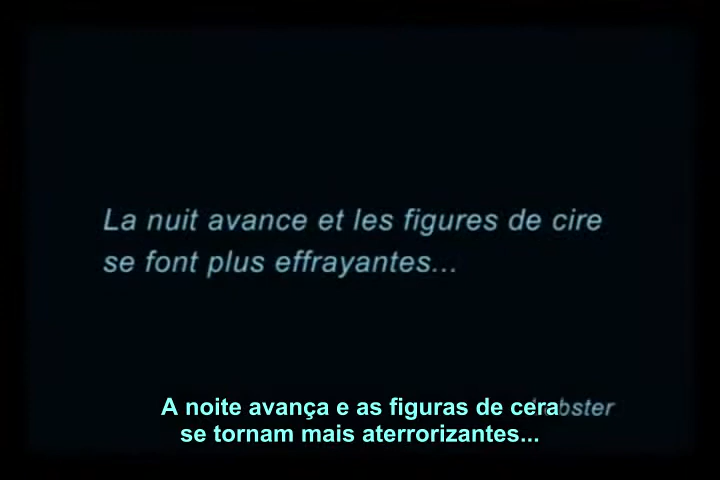 La nuit avance et les figures de cire
se font plus effrayantes...
A noite avança e as figuras de cera
se tornam mais aterrorizantes...